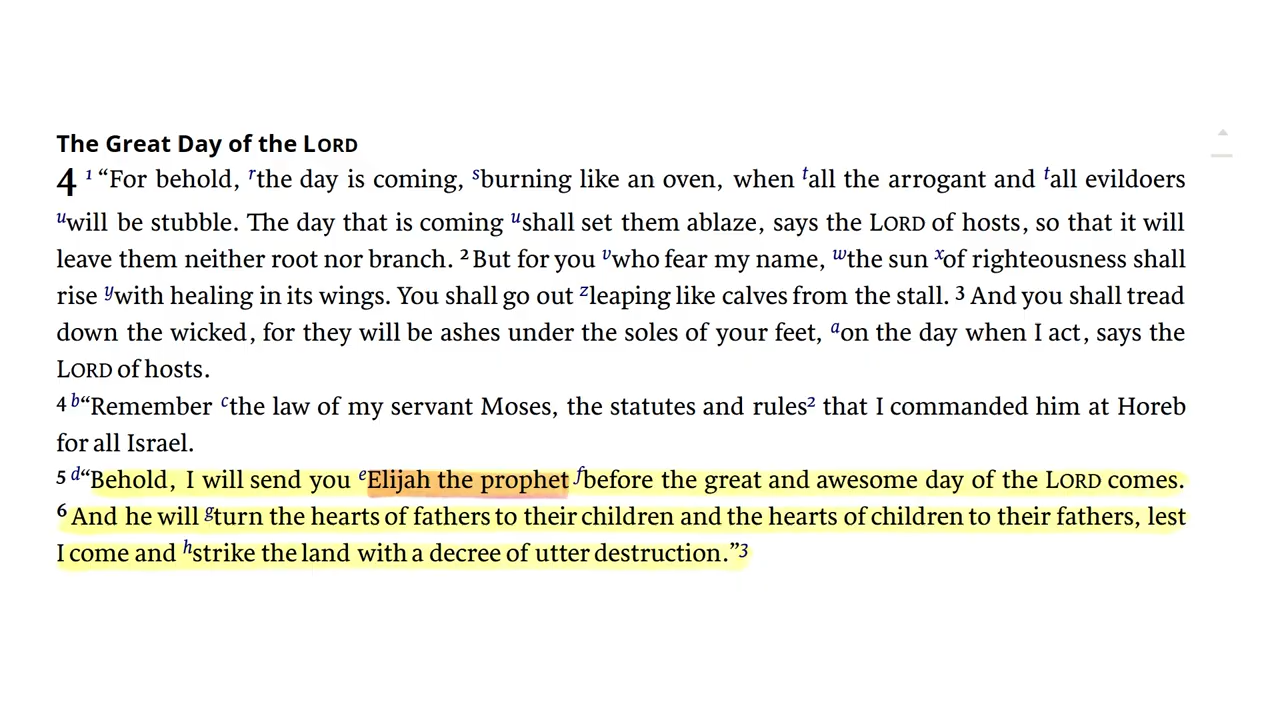 The Great Day of the LORD
4 1 “For behold, rthe day is coming, sburning like an oven, when tall the arrogant and tall evildoers
uwill be stubble. The day that is coming ushall set them ablaze, says the LORD of hosts, so that it will
leave them neither root nor branch. 2 But for you vwho fear my name, wthe sun xof righteousness shall
rise ywith healing in its wings. You shall go out zleaping like calves from the stall. 3 And you shall tread
down the wicked, for they will be ashes under the soles of your feet, aon the day when I act, says the
LORD of hosts.
4 b“Remember cthe law of my servant Moses, the statutes and rules2 that I commanded him at Horeb
for all Israel.
5 d“Behold, I will send you eElijah the prophet fbefore the great and awesome day of the LORD comes.
6 And he will gturn the hearts of fathers to their children and the hearts of children to their fathers, lest
I come and hstrike the land with a decree of utter destruction.”3